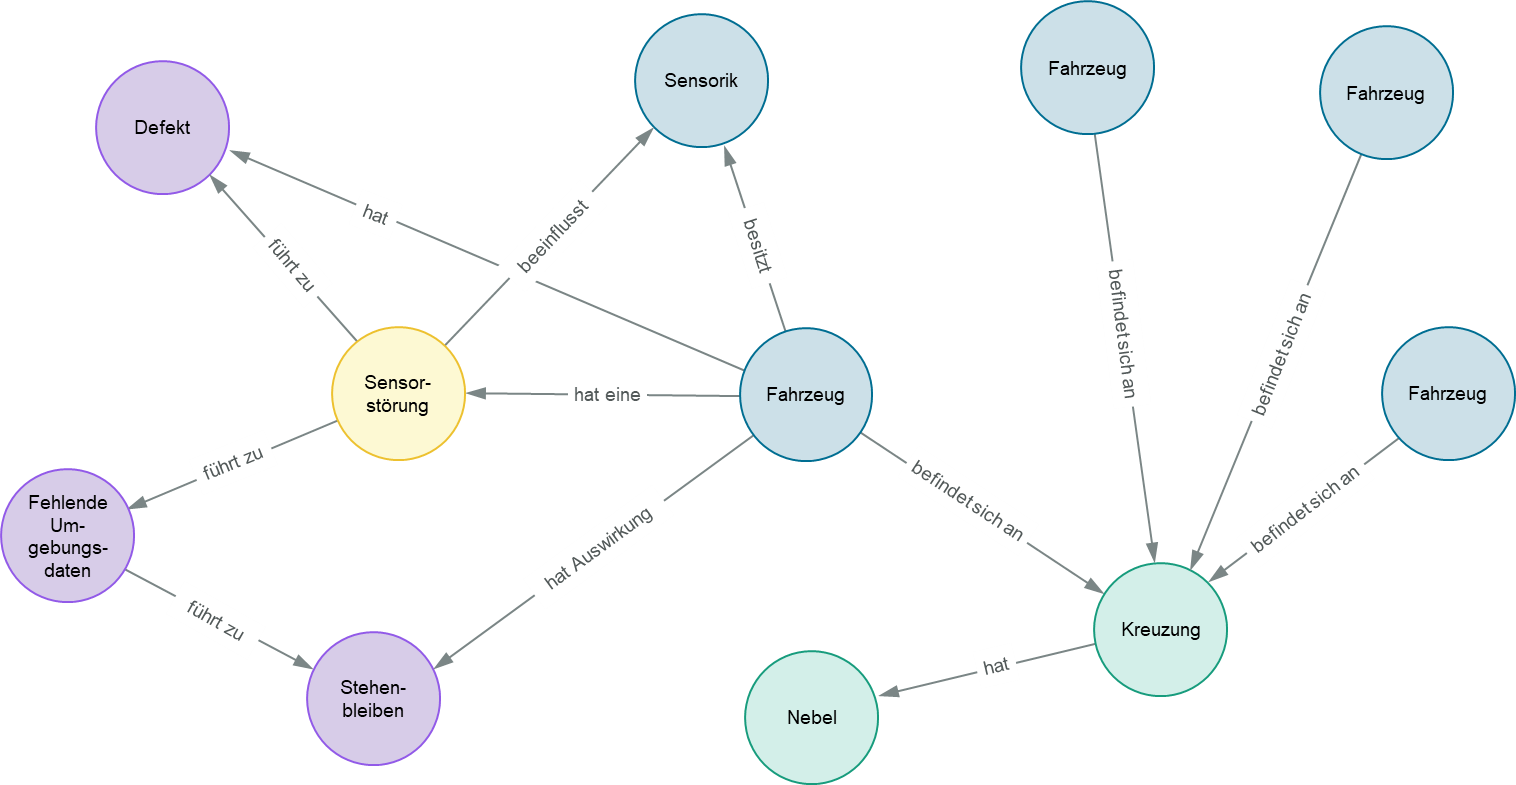 Fahrzeug
Sensorik
Fahrzeug
Defekt
hat
führt zu
beeinflusst
besitzt
befindet sich an
befindet sich an
Sensor-
störung
hat eine
Fahrzeug
Fahrzeug
führt zu
befindet sich an
befindet sich an
Fehlende
Um-
gebungs-
daten
hat Auswirkung
führt zu
Kreuzung
hat
Stehen-
bleiben
Nebel